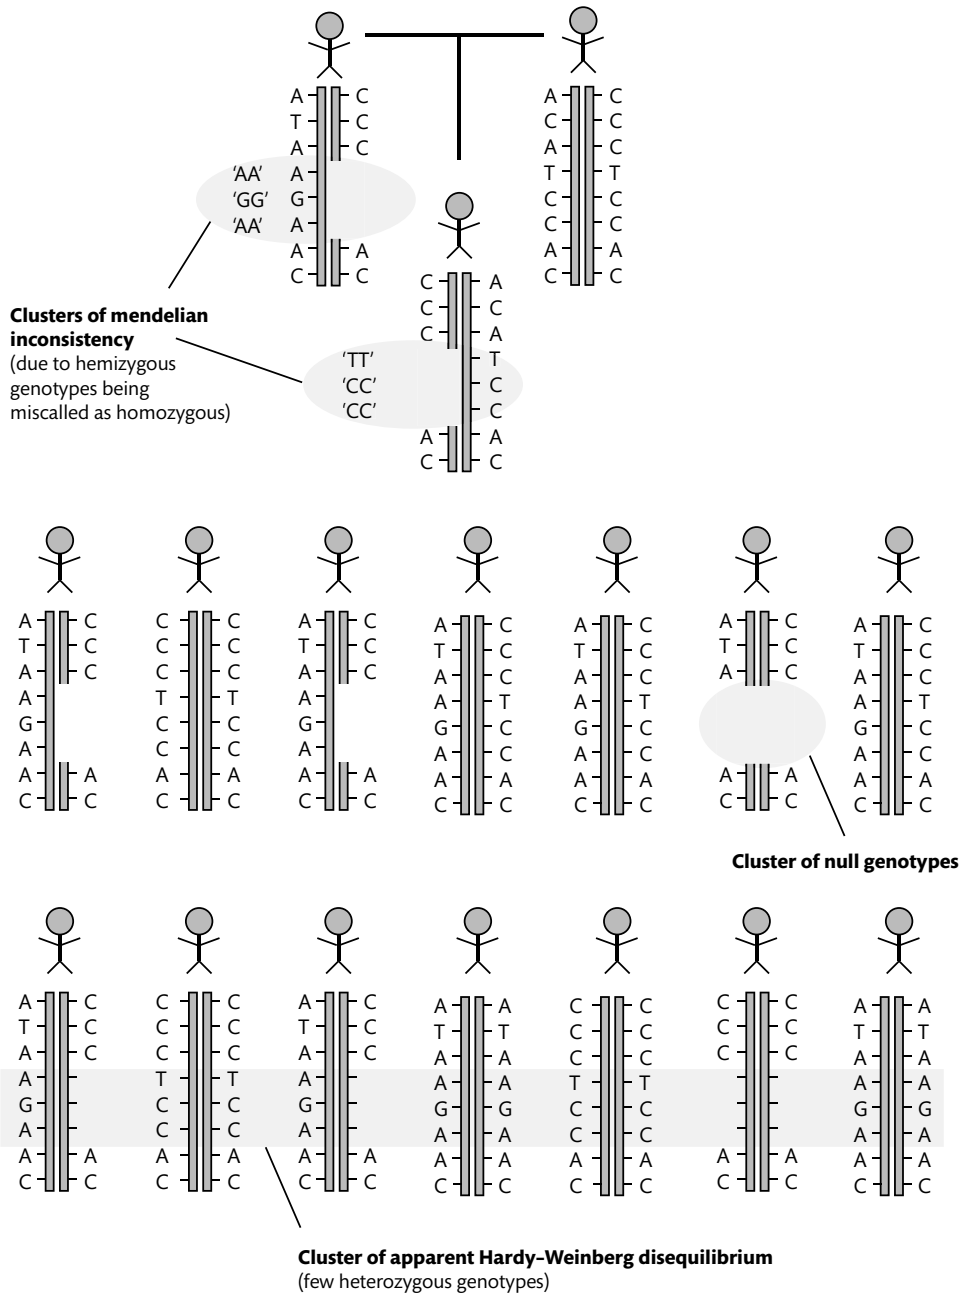 A C A C
T C C C
A C A C
'AA' A T T
'GG' G C C
'AA' A C C
A A A A
C C C C
C A
C C
C A
'TT' T
'CC' C
'CC' C
A A
C C
Clusters of mendelian
inconsistency
(due to hemizygous
genotypes being
miscalled as homozygous)
A C C C A C A C A C A C A C
T C C C T C T C T C T C T C
A C C C A C A C A C A C A C
A T T A A T A T A T
G C C G G C G C G C
A C C A A C A C A C
A A A A A A A A A A A A A A
C C C C C C C C C C C C C C
Cluster of null genotypes
A C C C A C A A C C C C A A
T C C C T C T T C C C C T T
A C C C A C A A C C C C A A
A T T A A A T T A A
G C C G G G C C G G
A C C A A A C C A A
A A A A A A A A A A A A A A
C C C C C C C C C C C C C C
Cluster of apparent Hardy–Weinberg disequilibrium
(few heterozygous genotypes)